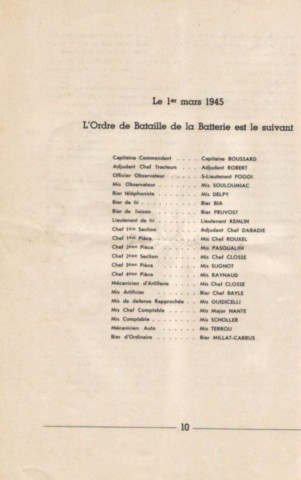 Le 1er mars 1945
L'Ordre de Bataille de la Batterie est le suivant
Capitaine Commandant . . . . Capitaine BOUSSARD
Adjudant Chef Tracteurs . . . Adjudant ROBERT
Officier Observateur . . . . . S-Lieutenant POGGI
Mis Observateur . . . . . . . Mis SOULOUMIAC
Bier téléphoniste . . . . . . Mis DELPY
Bier de tir . . . . . . . . . Bier BIA
Bier de liaison . . . . . . . Bier PRUVOST
Lieutenant de tir . . . . . . Lieutenant KEMLIN
Chef 1ère Section . . . . . . Adjudant Chef DABADIE
Chef 1ère Pièce . . . . . . . Mis Chef ROUXEL
Chef 2ème Pièce . . . . . . . Mis PASQUALINI
Chef 2ème Section . . . . . . Mis Chef CLOSSE
Chef 3ème Pièce . . . . . . . Mis SUGNOT
Chef 4ème Pièce . . . . . . . Mis RAYNAUD
Mécanicien d'Artillerie . . . . Mis Chef CLOSSE
Mis Artificier . . . . . . . . Bier Chef BAYLE
Mis de défense Rapprochée . . Mis GUIDICELLI
Mis Chef Comptable . . . . . Mis Major NANTE
Mis Comptable . . . . . . . . Mis SCHOLLER
Mécanicien Auto . . . . . . . Mis TERROU
Bier d'Ordinaire . . . . . . . Bier MILLAT-CARRUS
10